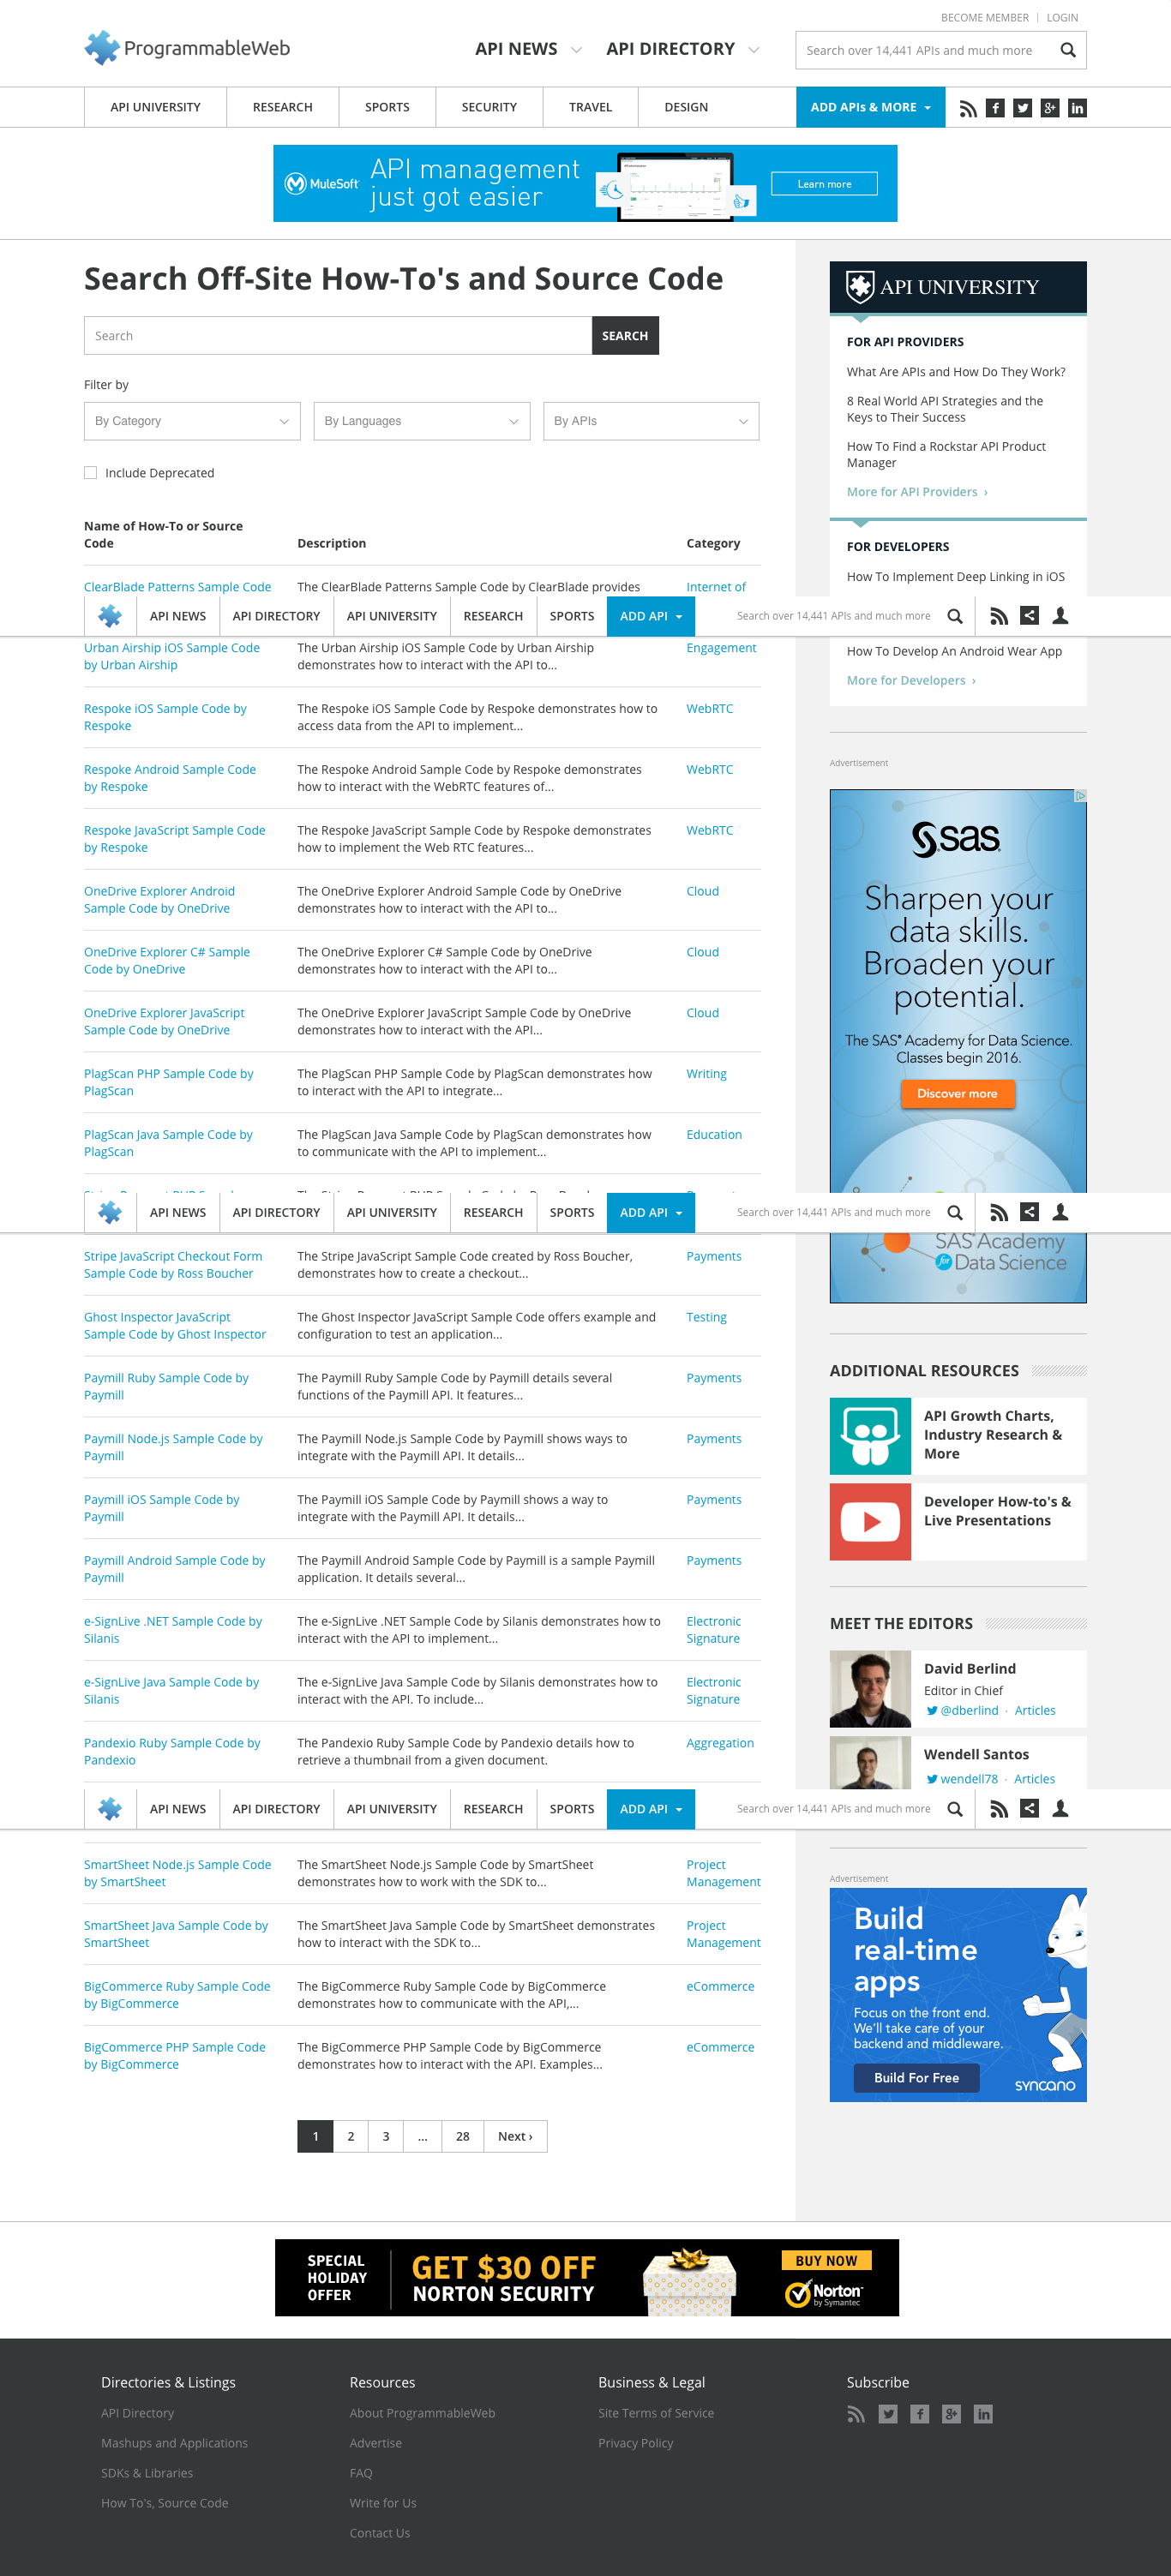 BECOME MEMBER | LOGIN
ProgrammableWeb
API NEWS
API DIRECTORY
Search over 14,441 APIs and much more
API UNIVERSITY
RESEARCH
SPORTS
SECURITY
TRAVEL
DESIGN
ADD APIs & MORE
MuleSoft
API management
just got easier
Learn more
Search Off-Site How-To's and Source Code
Search
SEARCH
Filter by
By Category
By Languages
By APIs
Include Deprecated
Name of How-To or Source
Code
Description
Category
ClearBlade Patterns Sample Code
The ClearBlade Patterns Sample Code by ClearBlade provides
Internet of
API NEWS
API DIRECTORY
API UNIVERSITY
RESEARCH
SPORTS
ADD API
Search over 14,441 APIs and much more
Urban Airship iOS Sample Code
by Urban Airship
The Urban Airship iOS Sample Code by Urban Airship
demonstrates how to interact with the API to...
Engagement
Respoke iOS Sample Code by
Respoke
The Respoke iOS Sample Code by Respoke demonstrates how to
access data from the API to implement...
WebRTC
Respoke Android Sample Code
by Respoke
The Respoke Android Sample Code by Respoke demonstrates
how to interact with the WebRTC features of...
WebRTC
Respoke JavaScript Sample Code
by Respoke
The Respoke JavaScript Sample Code by Respoke demonstrates
how to implement the Web RTC features...
WebRTC
OneDrive Explorer Android
Sample Code by OneDrive
The OneDrive Explorer Android Sample Code by OneDrive
demonstrates how to interact with the API to...
Cloud
OneDrive Explorer C# Sample
Code by OneDrive
The OneDrive Explorer C# Sample Code by OneDrive
demonstrates how to interact with the API to...
Cloud
OneDrive Explorer JavaScript
Sample Code by OneDrive
The OneDrive Explorer JavaScript Sample Code by OneDrive
demonstrates how to interact with the API...
Cloud
PlagScan PHP Sample Code by
PlagScan
The PlagScan PHP Sample Code by PlagScan demonstrates how
to interact with the API to integrate...
Writing
PlagScan Java Sample Code by
PlagScan
The PlagScan Java Sample Code by PlagScan demonstrates how
to communicate with the API to implement...
Education
API NEWS
API DIRECTORY
API UNIVERSITY
RESEARCH
SPORTS
ADD API
Search over 14,441 APIs and much more
Stripe JavaScript Checkout Form
Sample Code by Ross Boucher
The Stripe JavaScript Sample Code created by Ross Boucher,
demonstrates how to create a checkout...
Payments
Ghost Inspector JavaScript
Sample Code by Ghost Inspector
The Ghost Inspector JavaScript Sample Code offers example and
configuration to test an application...
Testing
Paymill Ruby Sample Code by
Paymill
The Paymill Ruby Sample Code by Paymill details several
functions of the Paymill API. It features...
Payments
Paymill Node.js Sample Code by
Paymill
The Paymill Node.js Sample Code by Paymill shows ways to
integrate with the Paymill API. It details...
Payments
Paymill iOS Sample Code by
Paymill
The Paymill iOS Sample Code by Paymill shows a way to
integrate with the Paymill API. It details...
Payments
Paymill Android Sample Code by
Paymill
The Paymill Android Sample Code by Paymill is a sample Paymill
application. It details several...
Payments
e-SignLive .NET Sample Code by
Silanis
The e-SignLive .NET Sample Code by Silanis demonstrates how to
interact with the API to implement...
Electronic
Signature
e-SignLive Java Sample Code by
Silanis
The e-SignLive Java Sample Code by Silanis demonstrates how to
interact with the API. To include...
Electronic
Signature
Pandexio Ruby Sample Code by
Pandexio
The Pandexio Ruby Sample Code by Pandexio details how to
retrieve a thumbnail from a given document.
Aggregation
API NEWS
API DIRECTORY
API UNIVERSITY
RESEARCH
SPORTS
ADD API
Search over 14,441 APIs and much more
SmartSheet Node.js Sample Code
by SmartSheet
The SmartSheet Node.js Sample Code by SmartSheet
demonstrates how to work with the SDK to...
Project
Management
SmartSheet Java Sample Code by
SmartSheet
The SmartSheet Java Sample Code by SmartSheet demonstrates
how to interact with the SDK to...
Project
Management
BigCommerce Ruby Sample Code
by BigCommerce
The BigCommerce Ruby Sample Code by BigCommerce
demonstrates how to communicate with the API,...
eCommerce
BigCommerce PHP Sample Code
by BigCommerce
The BigCommerce PHP Sample Code by BigCommerce
demonstrates how to interact with the API. Examples...
eCommerce
1
2
3
...
28
Next ›
API UNIVERSITY
FOR API PROVIDERS
What Are APIs and How Do They Work?
8 Real World API Strategies and the
Keys to Their Success
How To Find a Rockstar API Product
Manager
More for API Providers ›
FOR DEVELOPERS
How To Implement Deep Linking in iOS
How To Develop An Android Wear App
More for Developers ›
Advertisement
sas
Sharpen your
data skills.
Broaden your
potential.
The SAS® Academy for Data Science.
Classes begin 2016.
Discover more
SAS® Academy
for Data Science
ADDITIONAL RESOURCES
API Growth Charts,
Industry Research &
More
Developer How-to's &
Live Presentations
MEET THE EDITORS
David Berlind
Editor in Chief
@dberlind · Articles
Wendell Santos
wendell78 · Articles
Advertisement
Build
real-time
apps
Focus on the front end.
We'll take care of your
backend and middleware.
Build For Free
syncano
SPECIAL
HOLIDAY
OFFER
GET $30 OFF
NORTON SECURITY
BUY NOW
Norton
by Symantec
Directories & Listings
API Directory
Mashups and Applications
SDKs & Libraries
How To's, Source Code
Resources
About ProgrammableWeb
Advertise
FAQ
Write for Us
Contact Us
Business & Legal
Site Terms of Service
Privacy Policy
Subscribe